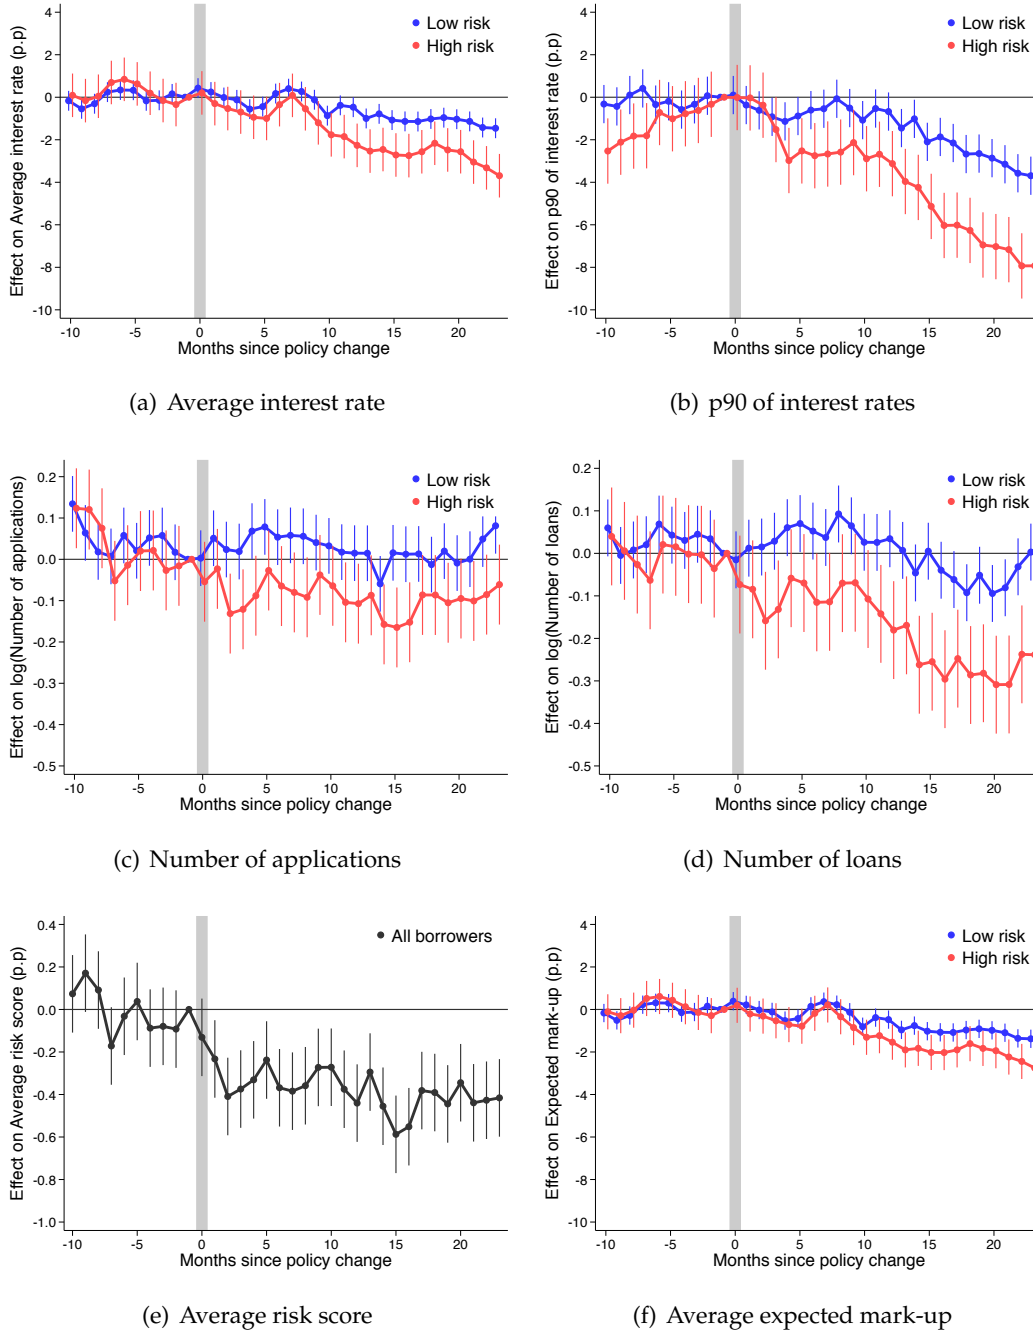 Effect on Average interest rate (p.p)
4
2
0
-2
-4
-6
-8
-10
Low risk
High risk
-10 -5 0 5 10 15 20
Months since policy change
(a) Average interest rate
Effect on p90 of interest rate (p.p)
4
2
0
-2
-4
-6
-8
-10
Low risk
High risk
-10 -5 0 5 10 15 20
Months since policy change
(b) p90 of interest rates
Effect on log(Number of applications)
0.2
0.1
0.0
-0.1
-0.2
-0.3
-0.4
-0.5
Low risk
High risk
-10 -5 0 5 10 15 20
Months since policy change
(c) Number of applications
Effect on log(Number of loans)
0.2
0.1
0.0
-0.1
-0.2
-0.3
-0.4
-0.5
Low risk
High risk
-10 -5 0 5 10 15 20
Months since policy change
(d) Number of loans
Effect on Average risk score (p.p)
0.4
0.2
0.0
-0.2
-0.4
-0.6
-0.8
-1.0
All borrowers
-10 -5 0 5 10 15 20
Months since policy change
(e) Average risk score
Effect on Expected mark-up (p.p)
4
2
0
-2
-4
-6
-8
-10
Low risk
High risk
-10 -5 0 5 10 15 20
Months since policy change
(f) Average expected mark-up